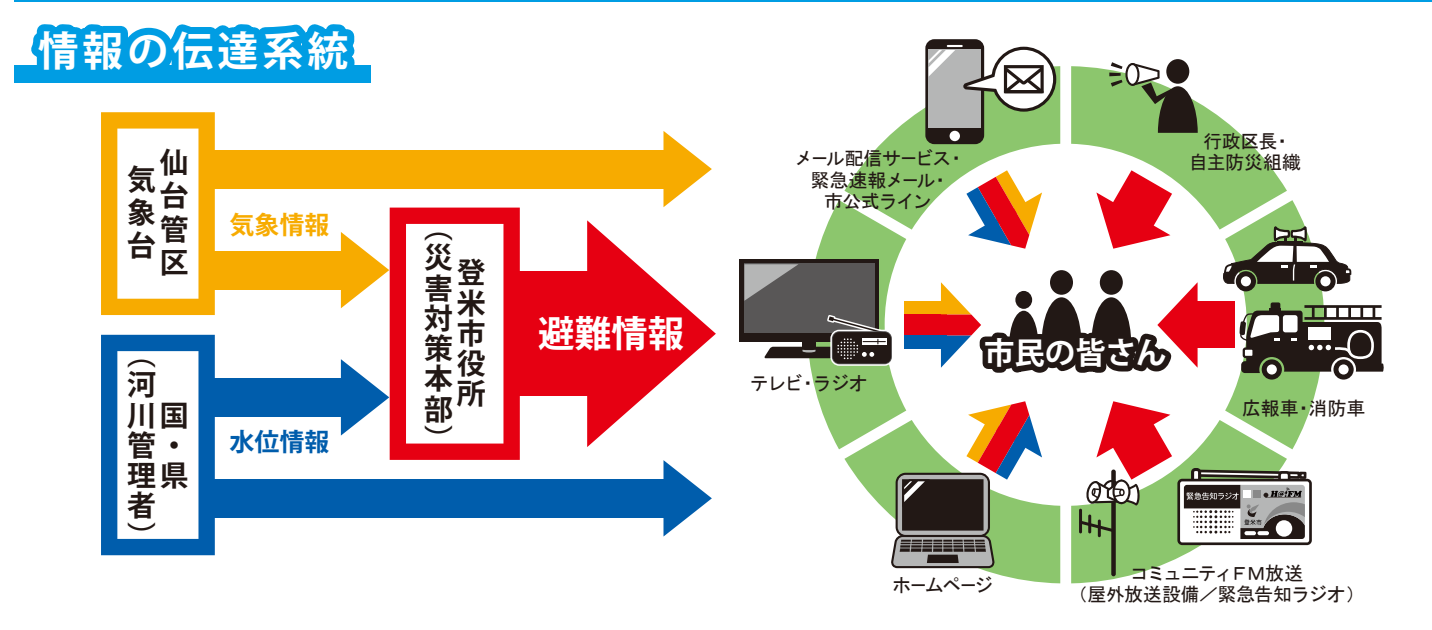 情報の伝達系統
仙台管区
気象台
気象情報
国・県
（河川管理者）
水位情報
登米市役所
（災害対策本部）
避難情報
メール配信サービス・
緊急速報メール・
市公式ライン
行政区長・
自主防災組織
テレビ・ラジオ
市民の皆さん
広報車・消防車
ホームページ
緊急告知ラジオ
H@!FM
登米市
コミュニティFM放送
（屋外放送設備／緊急告知ラジオ）